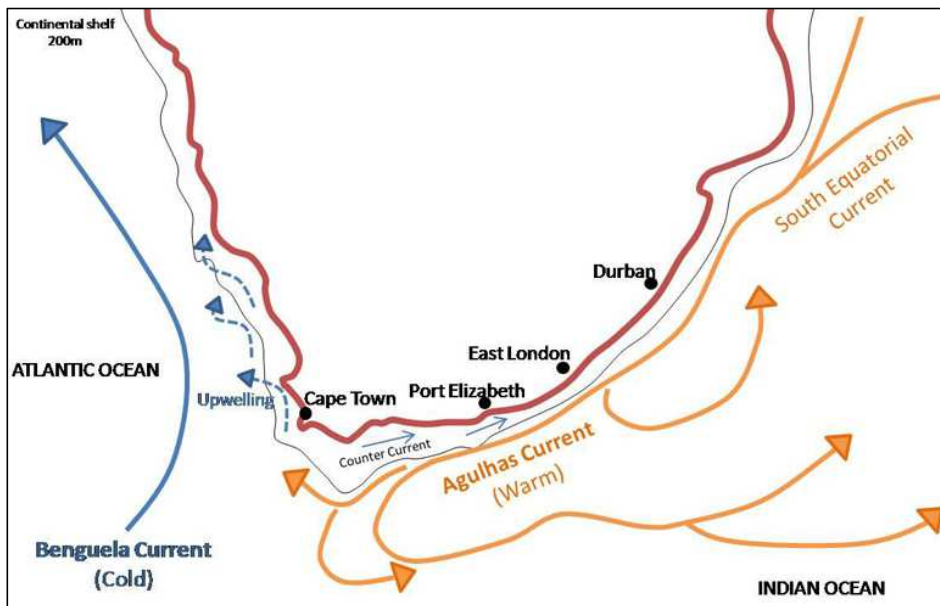 Continental shelf
200m
South Equatorial
Current
Durban
East London
ATLANTIC OCEAN
Port Elizabeth
Upwelling
Cape Town
Counter Current
Agulhas Current
(Warm)
Benguela Current
(Cold)
INDIAN OCEAN